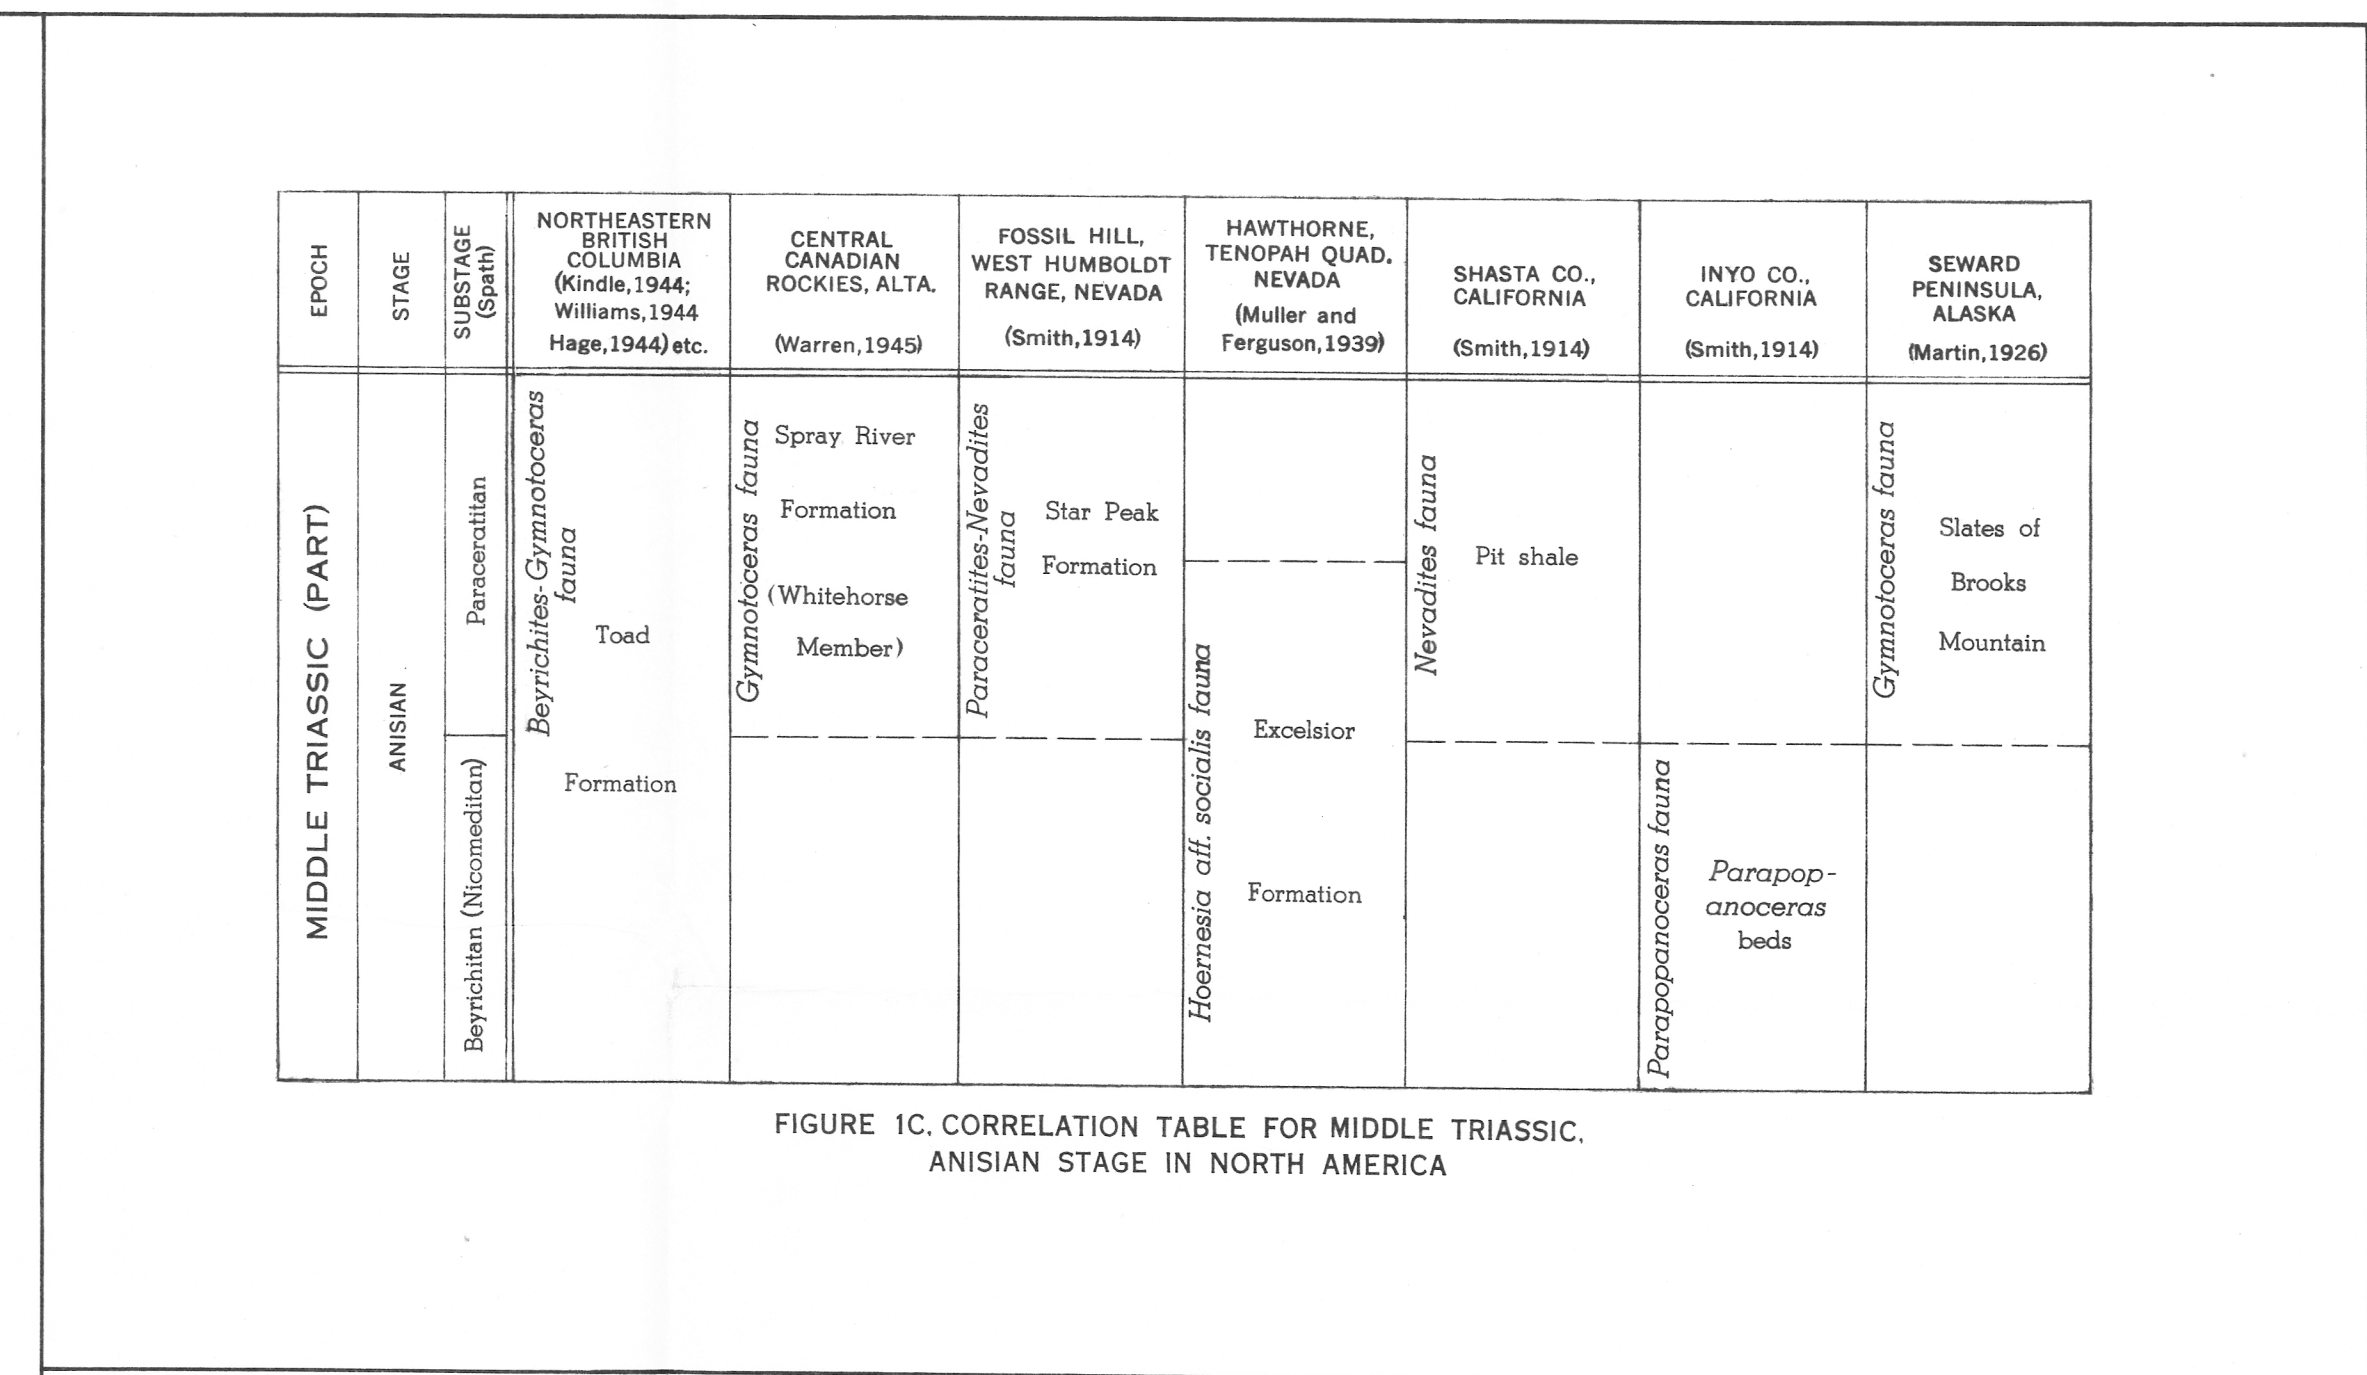 EPOCH
STAGE
SUBSTAGE
(Spath)
NORTHEASTERN
BRITISH
COLUMBIA
(Kindle,1944;
Williams,1944
Hage,1944) etc.
CENTRAL
CANADIAN
ROCKIES, ALTA.
(Warren,1945)
FOSSIL HILL,
WEST HUMBOLDT
RANGE, NEVADA
(Smith,1914)
HAWTHORNE,
TENOPAH QUAD.
NEVADA
(Muller and
Ferguson,1939)
SHASTA CO.,
CALIFORNIA
(Smith,1914)
INYO CO.,
CALIFORNIA
(Smith,1914)
SEWARD
PENINSULA,
ALASKA
(Martin,1926)
MIDDLE TRIASSIC (PART)
ANISIAN
Paraceratitan
Beyrichitan (Nicomeditan)
Beyrichites-Gymnotoceras
fauna
Toad
Formation
Gymnotoceras fauna
Spray River
Formation
(Whitehorse
Member)
Paraceratites-Nevadites
fauna
Star Peak
Formation
Hoernesia aff. socialis fauna
Excelsior
Formation
Nevadites fauna
Pit shale
Parapopanoceras fauna
Parapop-
anoceras
beds
Gymnotoceras fauna
Slates of
Brooks
Mountain
FIGURE 1C. CORRELATION TABLE FOR MIDDLE TRIASSIC,
ANISIAN STAGE IN NORTH AMERICA